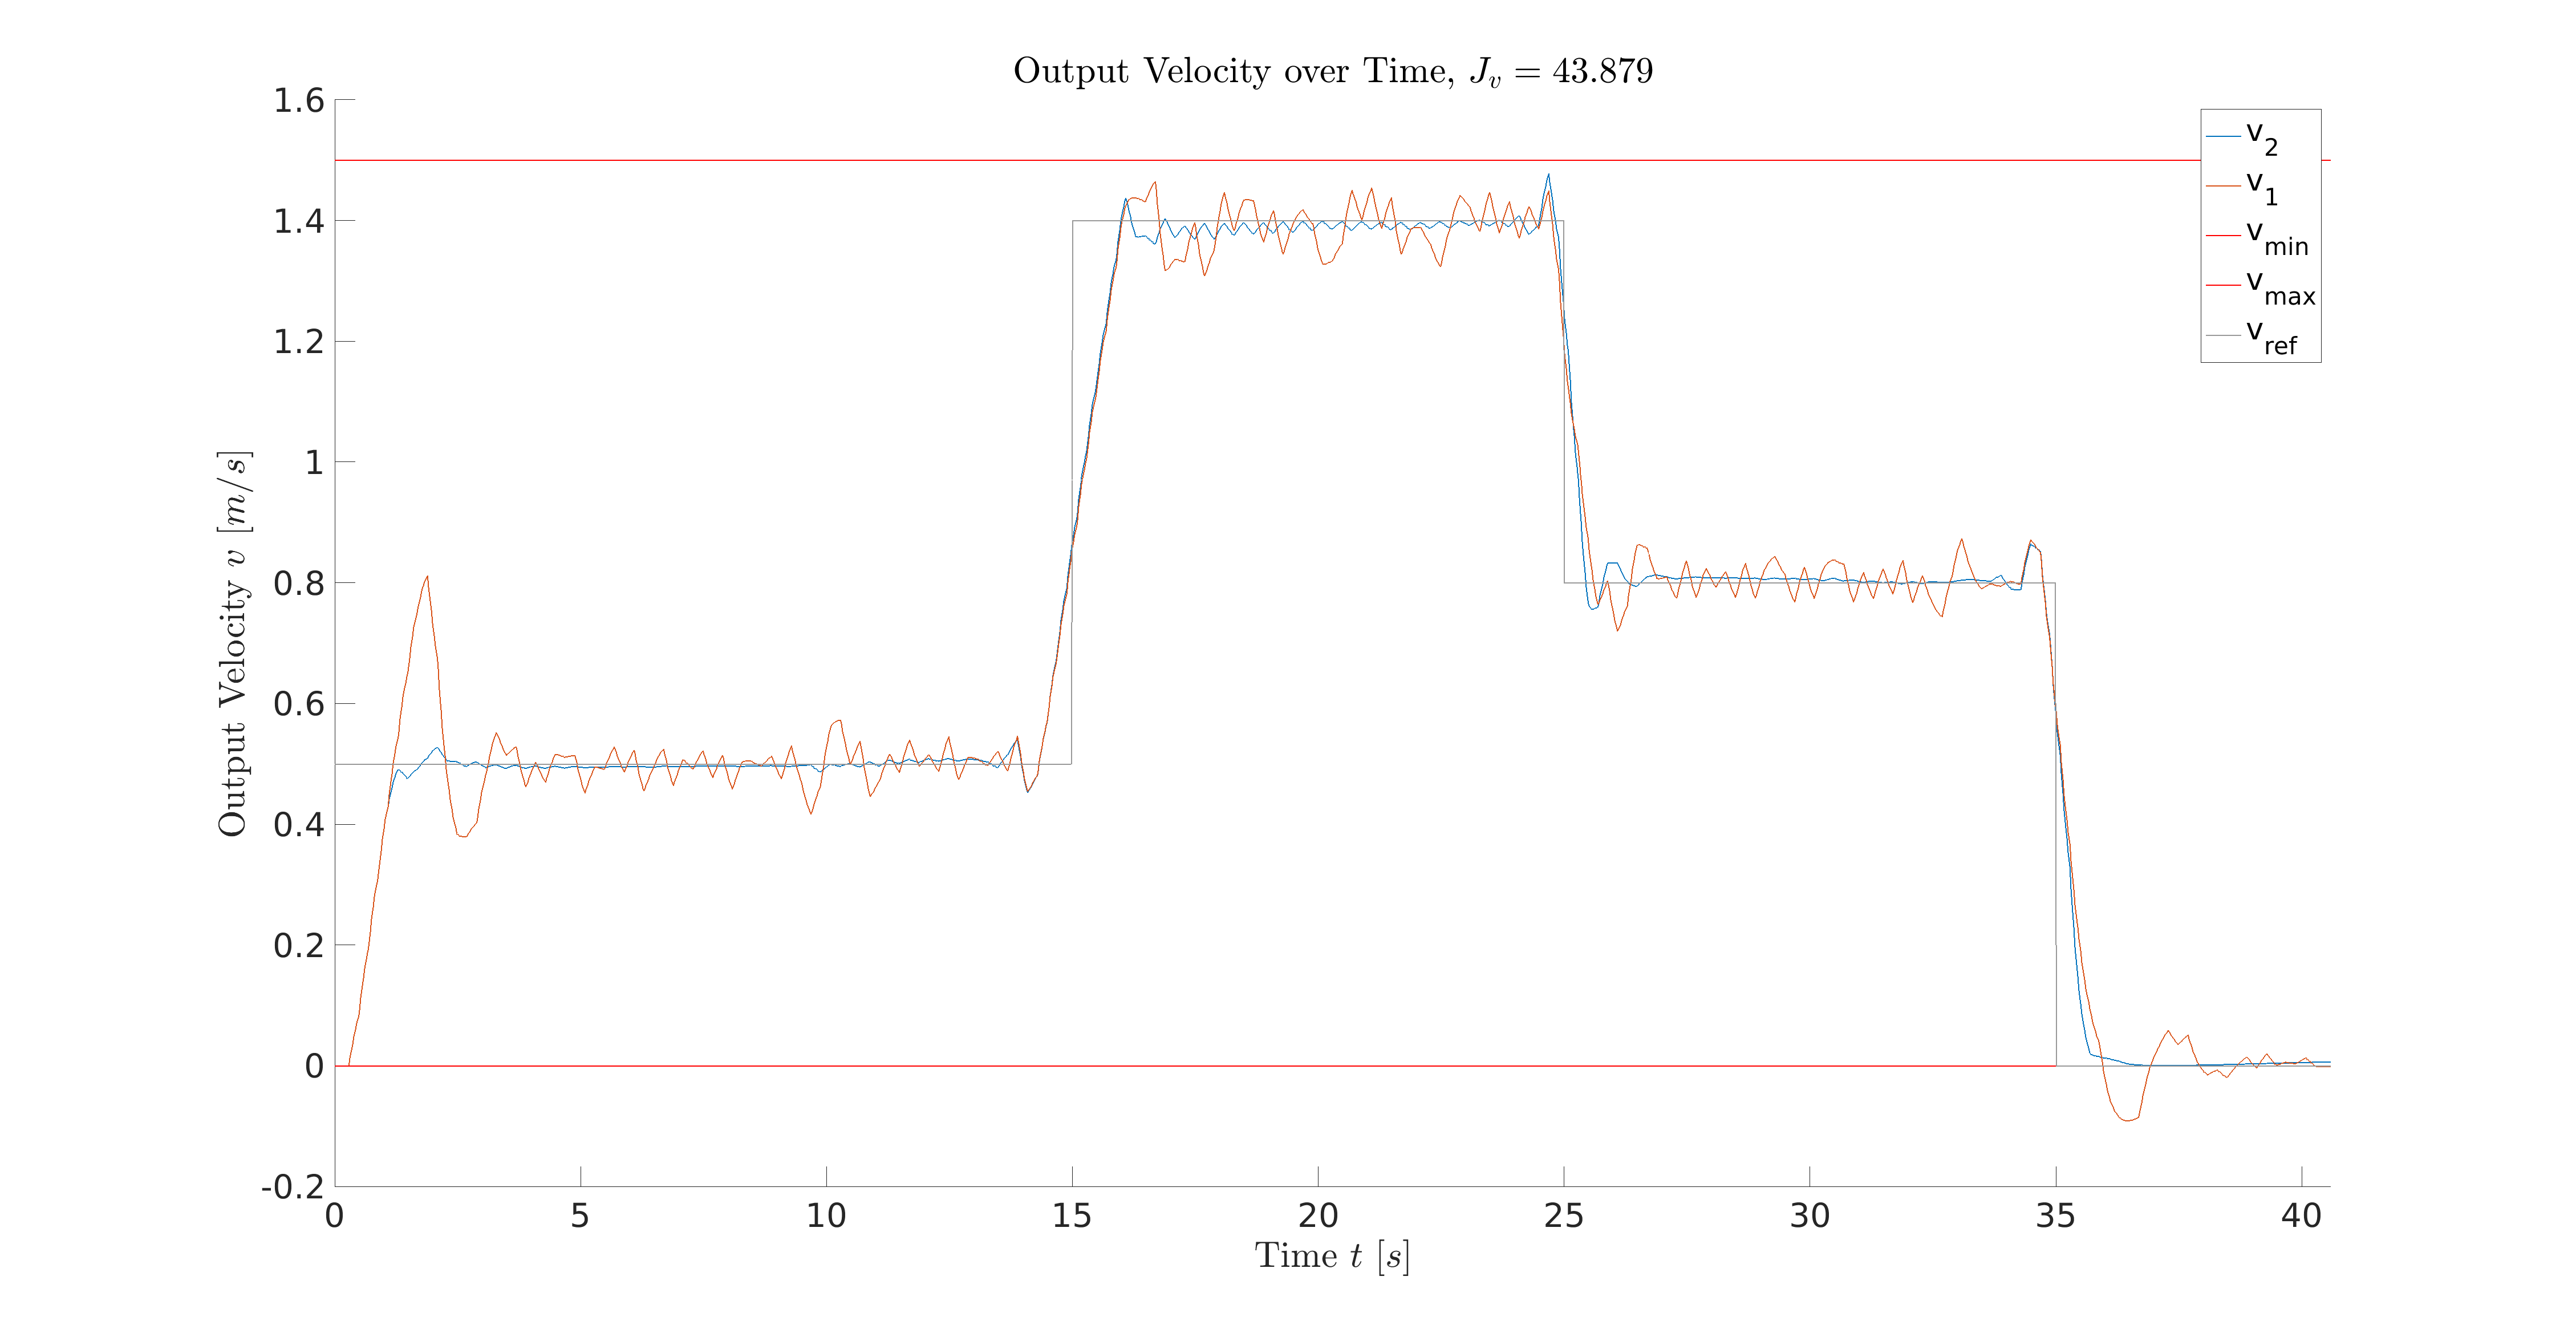 Output Velocity over Time, J_v = 43.879
1.6
1.4
1.2
1
0.8
0.6
0.4
0.2
0
-0.2
Output Velocity v [m/s]
v_2
v_1
v_min
v_max
v_ref
0 5 10 15 20 25 30 35 40
Time t [s]